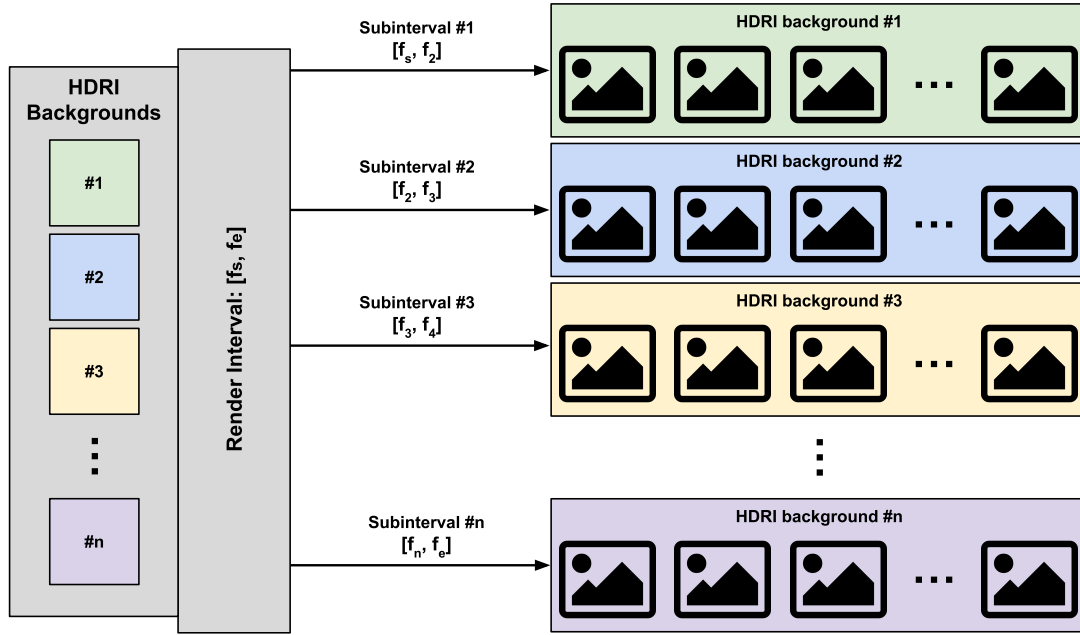 HDRI
Backgrounds
#1
#2
#3
#n
Render Interval: [fs, fe]
Subinterval #1
[fs, f2]
Subinterval #2
[f2, f3]
Subinterval #3
[f3, f4]
Subinterval #n
[fn, fe]
HDRI background #1
...
HDRI background #2
...
HDRI background #3
...
HDRI background #n
...